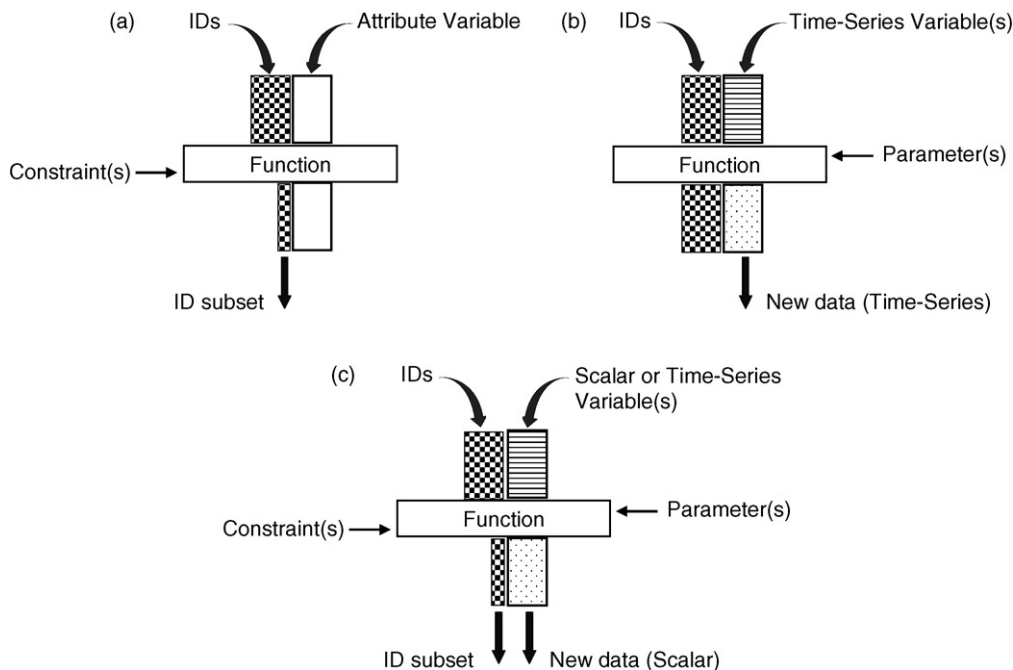 (a)
IDs
Attribute Variable
Constraint(s)
Function
ID subset
(b)
IDs
Time-Series Variable(s)
Function
Parameter(s)
New data (Time-Series)
(c)
IDs
Scalar or Time-Series
Variable(s)
Constraint(s)
Function
Parameter(s)
ID subset
New data (Scalar)